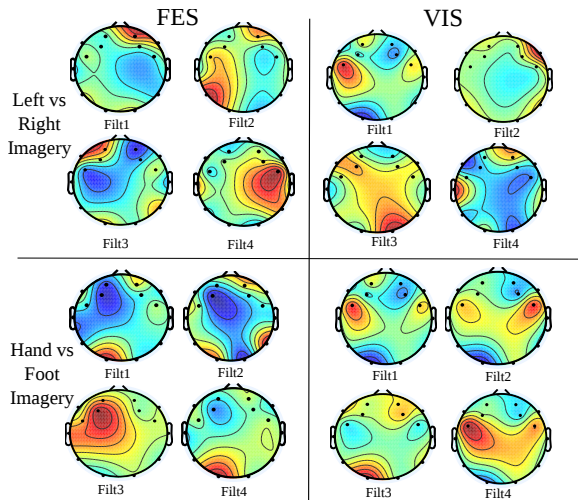 FES VIS
Left vs
Right
Imagery
Filt1 Filt2 Filt1 Filt2
Filt3 Filt4 Filt3 Filt4
Hand vs
Foot
Imagery
Filt1 Filt2 Filt1 Filt2
Filt3 Filt4 Filt3 Filt4